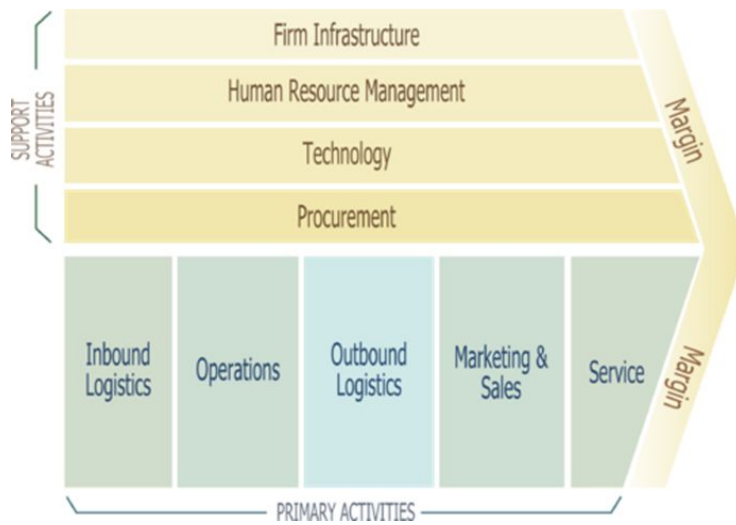 Firm Infrastructure
Human Resource Management
Technology
Procurement
SUPPORT
ACTIVITIES
Margin
Inbound
Logistics
Operations
Outbound
Logistics
Marketing &
Sales
Service
Margin
PRIMARY ACTIVITIES